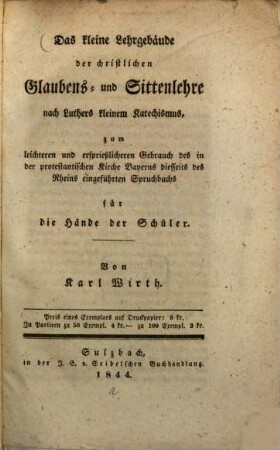 Das kleine Lehrgebäude
der christlichen
Glaubens- und Sittenlehre
nach Luthers kleinem Katechismus,
zum
leichteren und ersprießlicheren Gebrauch des in
der protestantischen Kirche Bayerns diesseits des
Rheins eingeführten Spruchbuchs
für
die Hände der Schüler.
Von
Karl Wirth.
Preis eines Exemplars auf Druckpapier: 6 kr.
In Partieen zu 50 Exempl. 4 kr.— zu 100 Exempl. 3 kr.
Sulzbach,
in der J. E. v. Seidelschen Buchhandlung.
1844.